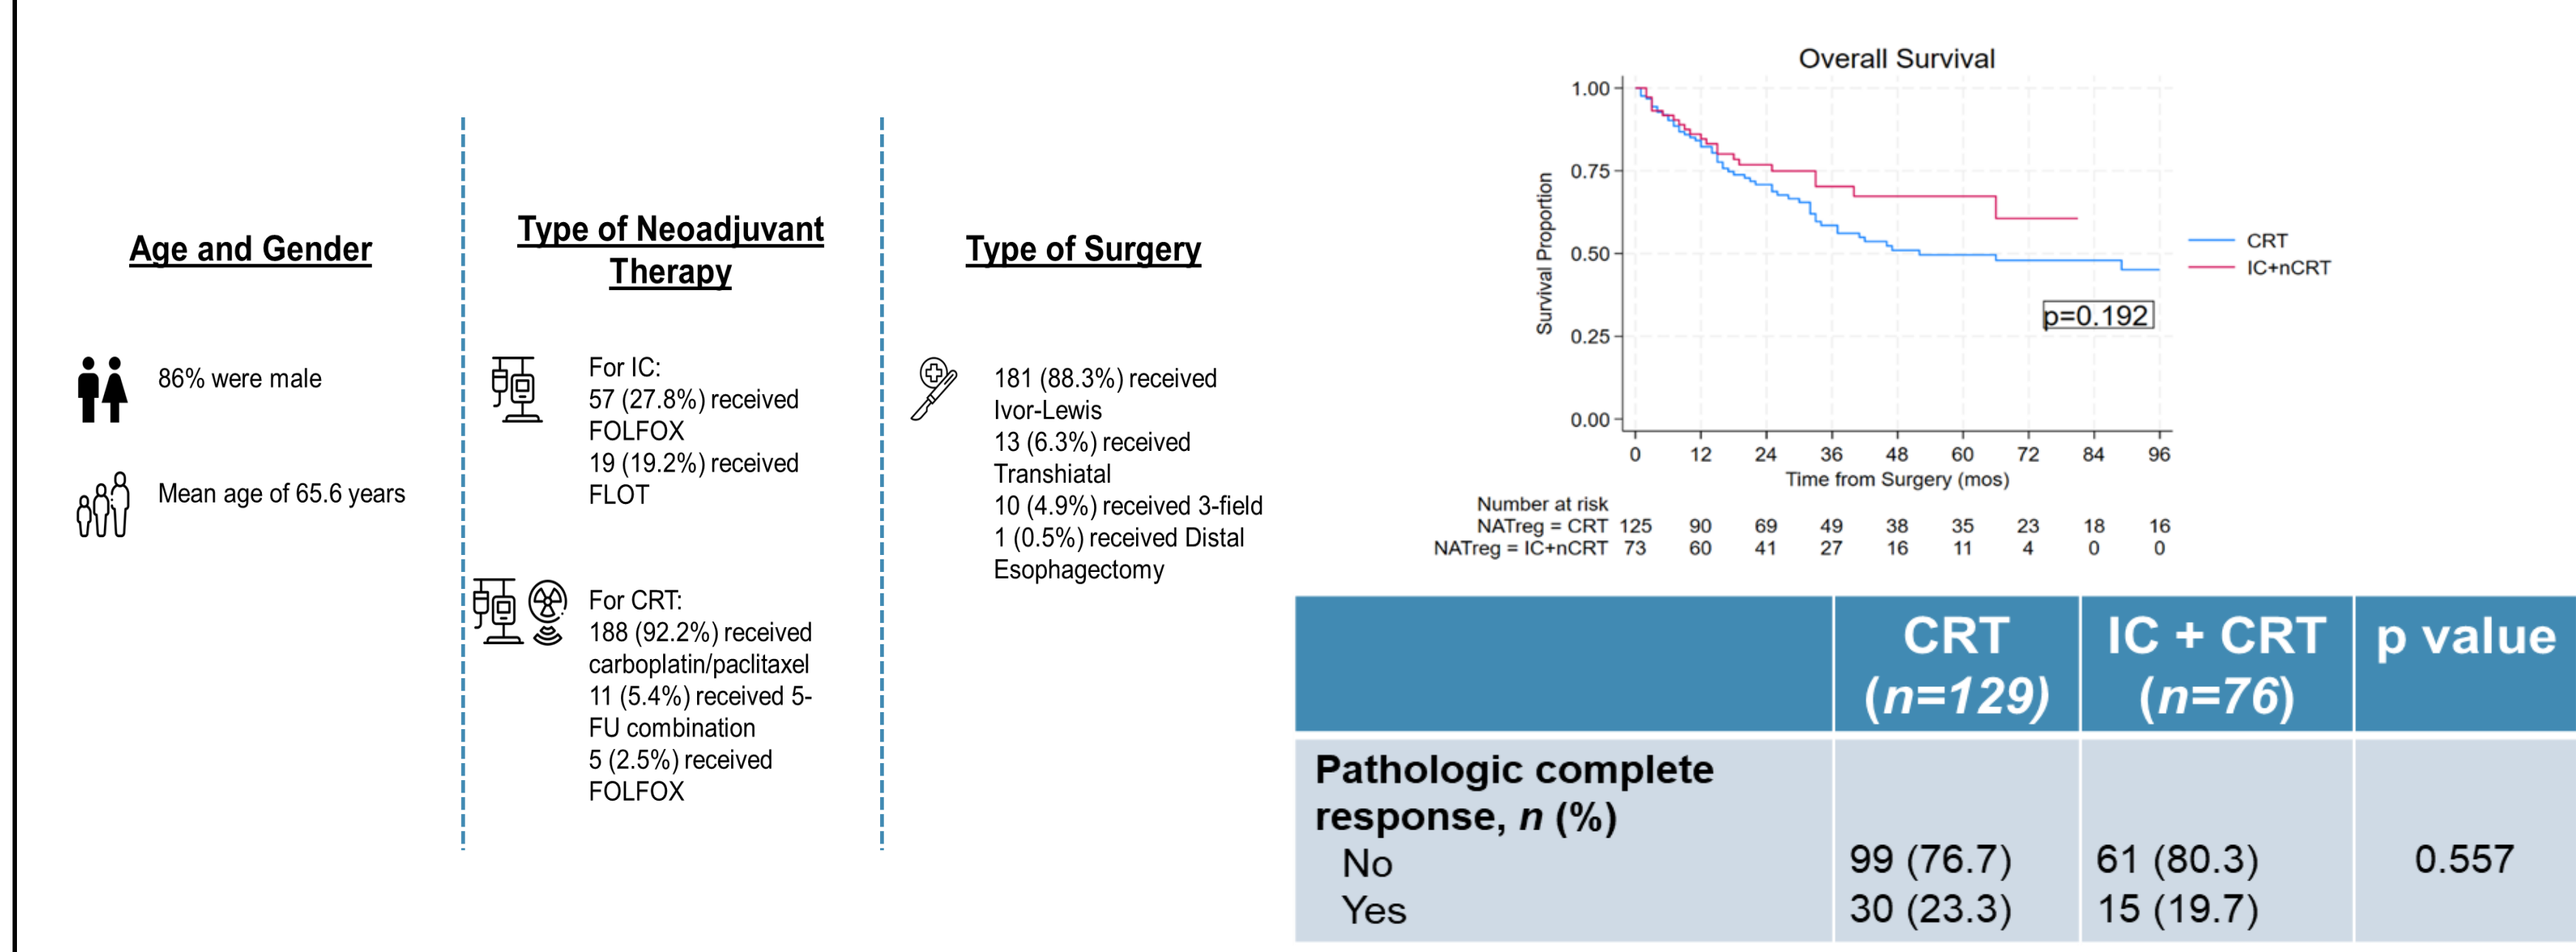 Age and Gender
86% were male
Mean age of 65.6 years
Type of Neoadjuvant
Therapy
For IC:
57 (27.8%) received
FOLFOX
19 (19.2%) received
FLOT
For CRT:
188 (92.2%) received
carboplatin/paclitaxel
11 (5.4%) received 5-
FU combination
5 (2.5%) received
FOLFOX
Type of Surgery
181 (88.3%) received
Ivor-Lewis
13 (6.3%) received
Transhiatal
10 (4.9%) received 3-field
1 (0.5%) received Distal
Esophagectomy
Overall Survival
Survival Proportion
1.00
0.75
0.50
0.25
0.00
CRT
IC+nCRT
p=0.192
0 12 24 36 48 60 72 84 96
Time from Surgery (mos)
Number at risk
NATreg = CRT 125 90 69 49 38 35 23 18 16
NATreg = IC+nCRT 73 60 41 27 16 11 4 0 0
CRT IC + CRT p value
(n=129) (n=76)
Pathologic complete
response, n (%)
No 99 (76.7) 61 (80.3) 0.557
Yes 30 (23.3) 15 (19.7)